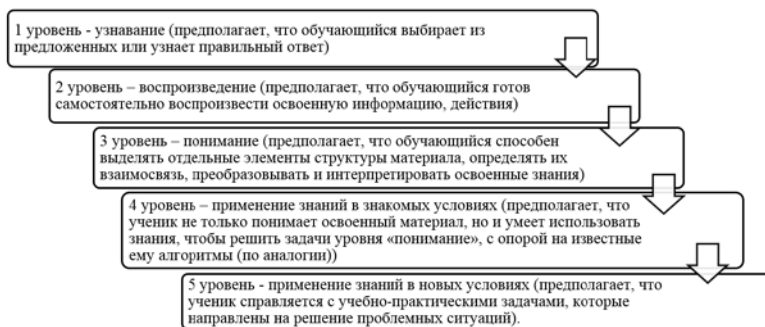 1 уровень - узнавание (предполагает, что обучающийся выбирает из
предложенных или узнает правильный ответ)
2 уровень – воспроизведение (предполагает, что обучающийся готов
самостоятельно воспроизвести освоенную информацию, действия)
3 уровень – понимание (предполагает, что обучающийся способен
выделять отдельные элементы структуры материала, определять их
взаимосвязь, преобразовывать и интерпретировать освоенные знания)
4 уровень – применение знаний в знакомых условиях (предполагает, что
ученик не только понимает освоенный материал, но и умеет использовать
знания, чтобы решить задачи уровня «понимание», с опорой на известные
ему алгоритмы (по аналогии))
5 уровень - применение знаний в новых условиях (предполагает, что
ученик справляется с учебно-практическими задачами, которые
направлены на решение проблемных ситуаций).